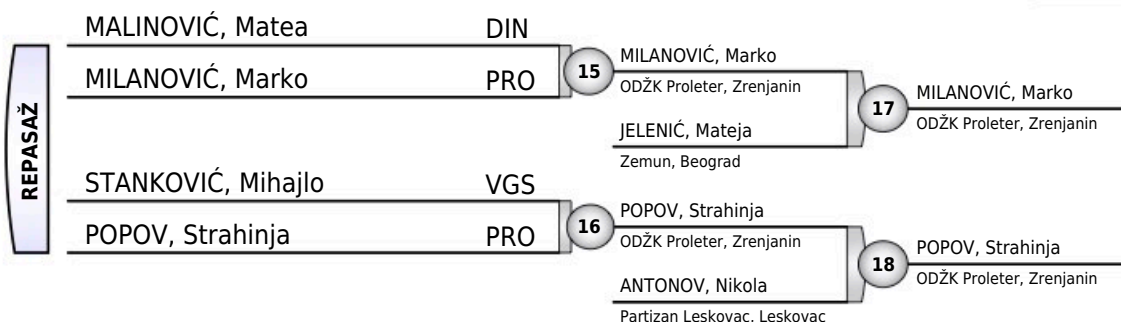 REPASAŽ
MALINOVIĆ, Matea DIN
MILANOVIĆ, Marko PRO
15
MILANOVIĆ, Marko
ODŽK Proleter, Zrenjanin
JELENIĆ, Mateja
Zemun, Beograd
17
MILANOVIĆ, Marko
ODŽK Proleter, Zrenjanin
STANKOVIĆ, Mihajlo VGS
POPOV, Strahinja PRO
16
POPOV, Strahinja
ODŽK Proleter, Zrenjanin
ANTONOV, Nikola
Partizan Leskovac, Leskovac
18
POPOV, Strahinja
ODŽK Proleter, Zrenjanin